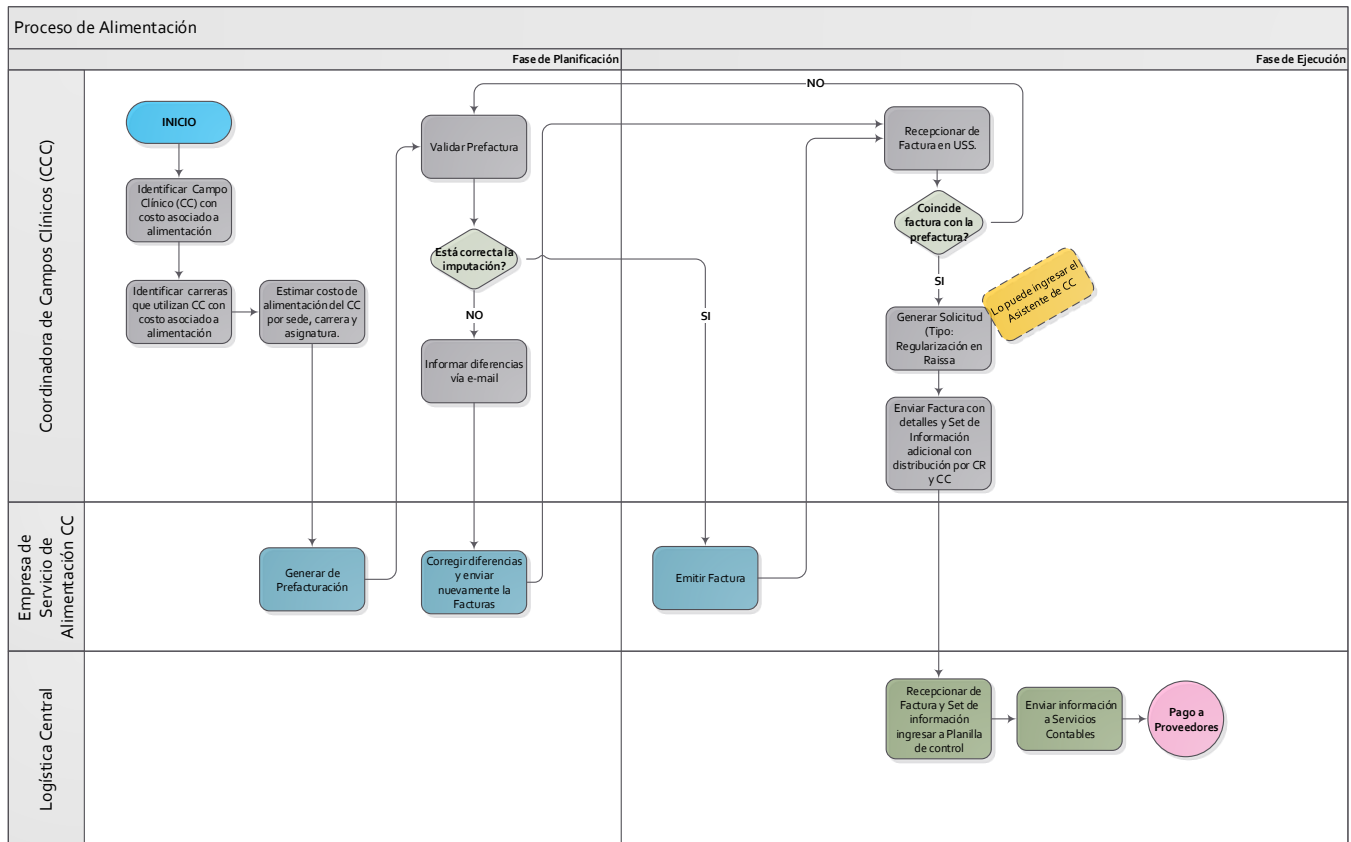 Proceso de Alimentación
Fase de Planificación
Fase de Ejecución
Coordinadora de Campos Clínicos (CCC)
INICIO
Identificar Campo
Clínico (CC) con
costo asociado a
alimentación
Identificar carreras
que utilizan CC con
costo asociado a
alimentación
Estimar costo de
alimentación del CC
por sede, carrera y
asignatura.
Validar Prefactura
Está correcta la
imputación?
NO
Informar diferencias
vía e-mail
SI
NO
Recepcionar de
Factura en USS.
Coincide
factura con la
prefactura?
SI
Lo puede ingresar el
Asistente de CC
Generar Solicitud
(Tipo:
Regularización en
Raissa
Enviar Factura con
detalles y Set de
Información
adicional con
distribución por CR
y CC
Empresa de
Servicio de
Alimentación CC
Generar de
Prefacturación
Corregir diferencias
y enviar
nuevamente la
Facturas
Emitir Factura
Logística Central
Recepcionar de
Factura y Set de
información
ingresar a Planilla
de control
Enviar información
a Servicios
Contables
Pago a
Proveedores